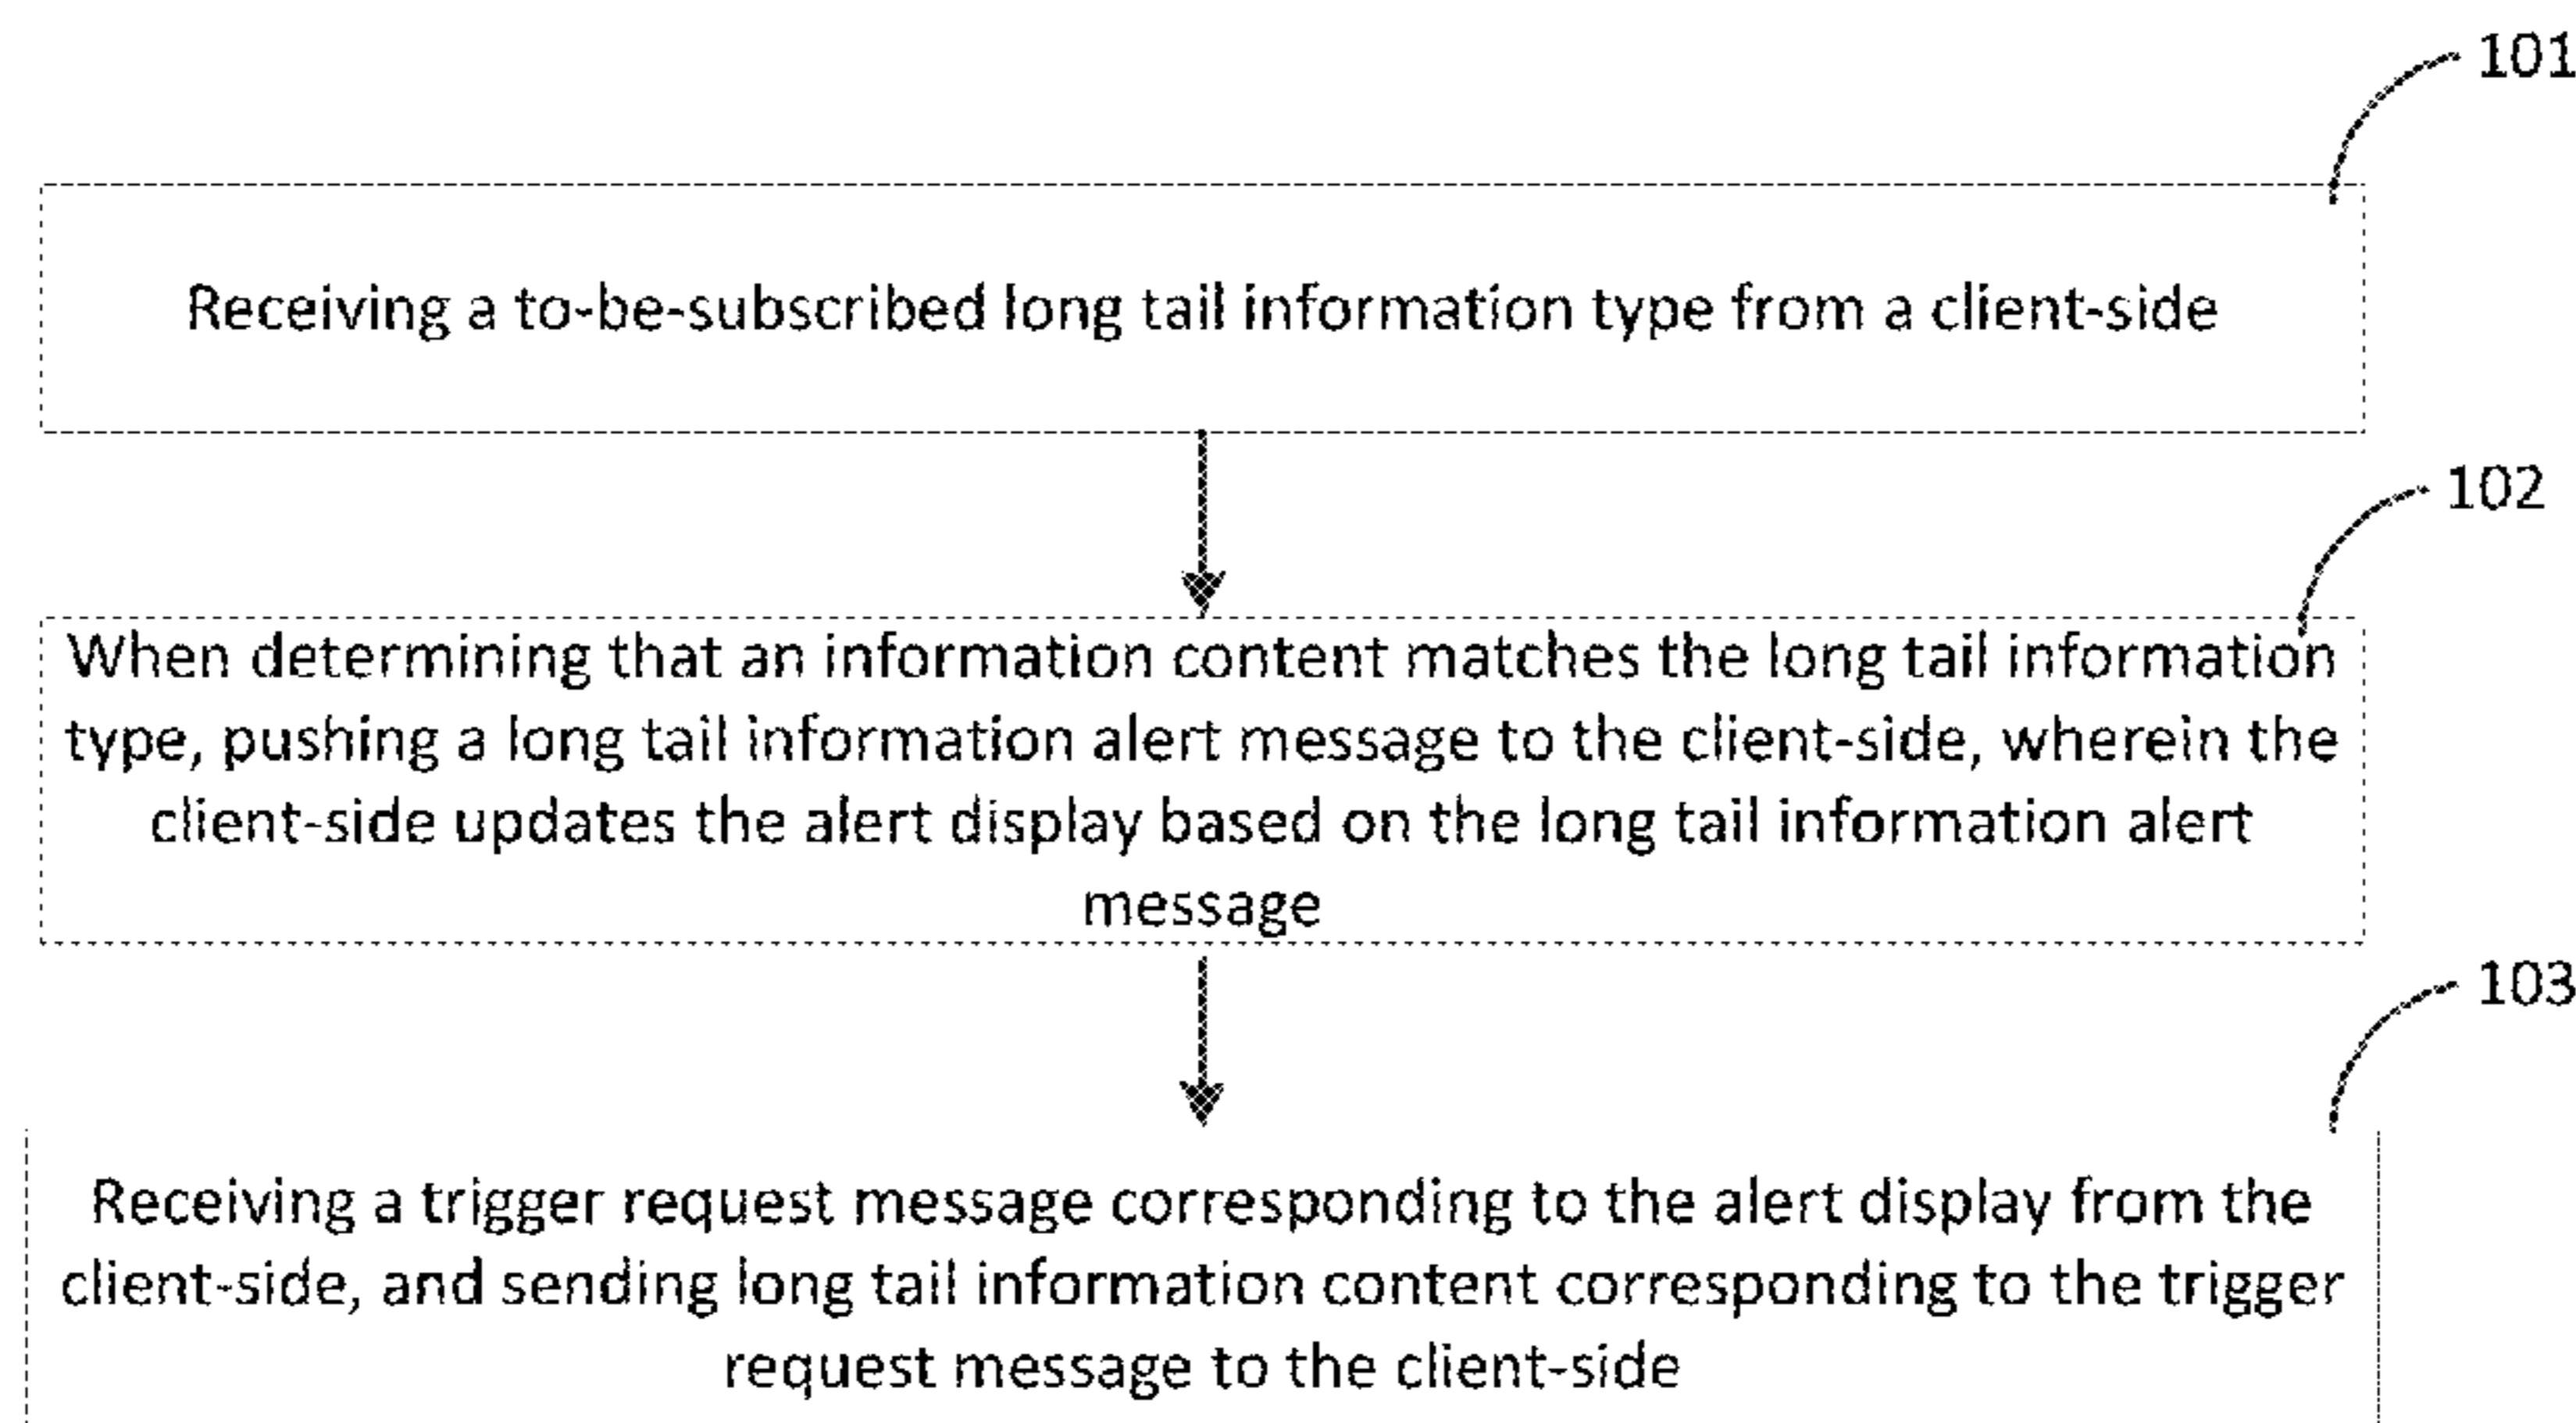 101
Receiving a to-be-subscribed long tail information type from a client-side
102
When determining that an information content matches the long tail information
type, pushing a long tail information alert message to the client-side, wherein the
client-side updates the alert display based on the long tail information alert
message
103
Receiving a trigger request message corresponding to the alert display from the
client-side, and sending long tail information content corresponding to the trigger
request message to the client-side